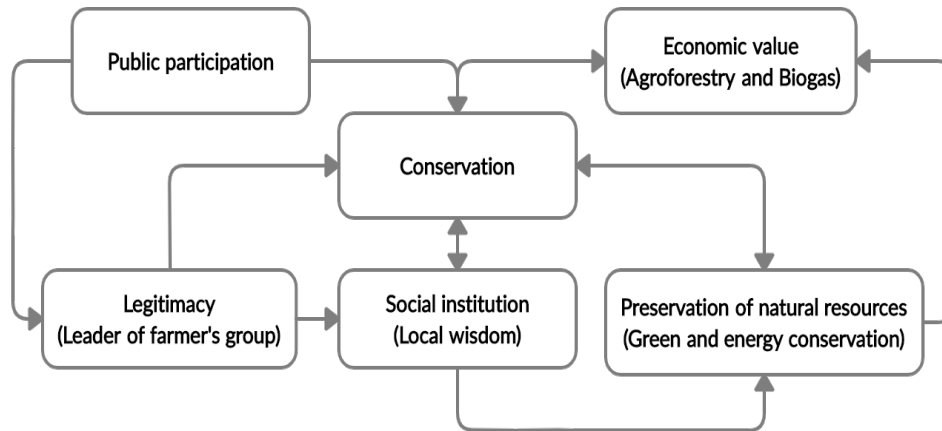 Public participation
Economic value
(Agroforestry and Biogas)
Conservation
Legitimacy
(Leader of farmer's group)
Social institution
(Local wisdom)
Preservation of natural resources
(Green and energy conservation)